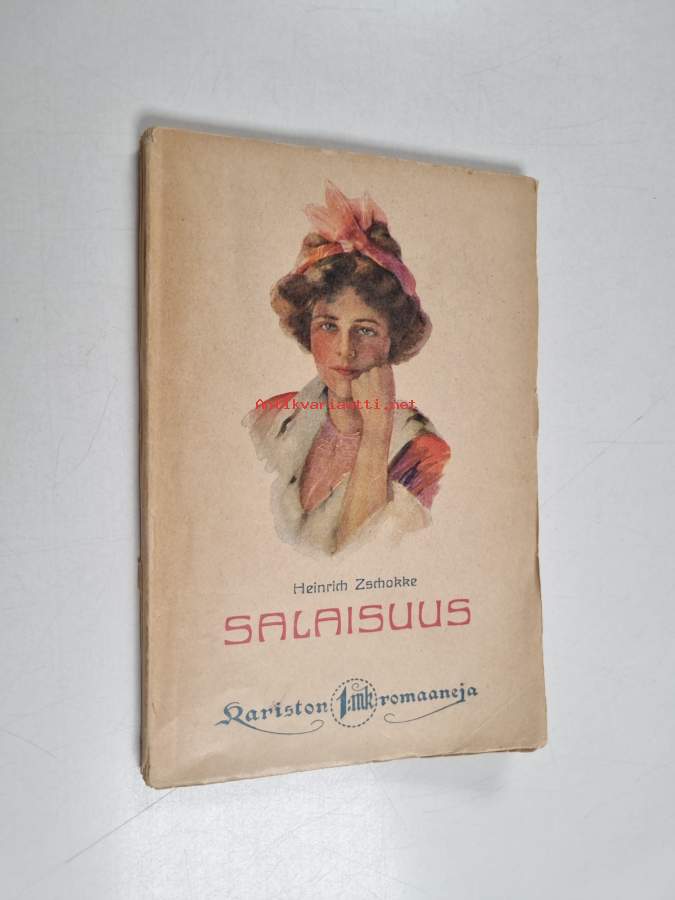 Antikvariaatti.net
Heinrich Zschokke
SALAISUUS
Kariston 1:mk romaaneja